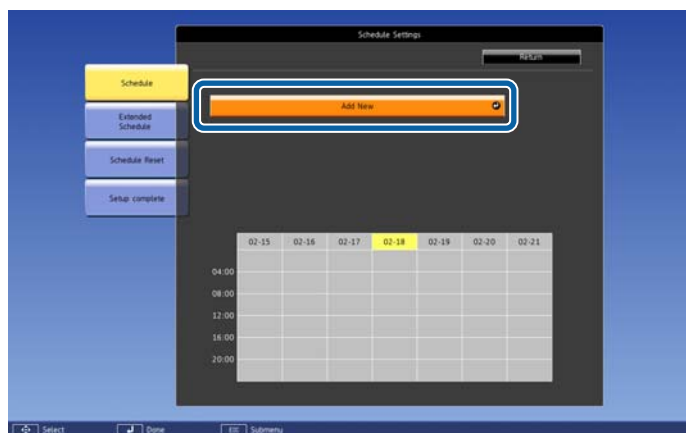 Schedule Settings
Return
Schedule
Add New
Extended
Schedule
Schedule Reset
Setup complete
02-15 02-16 02-17 02-18 02-19 02-20 02-21
04:00
08:00
12:00
16:00
20:00
Select Done Esc Submenu